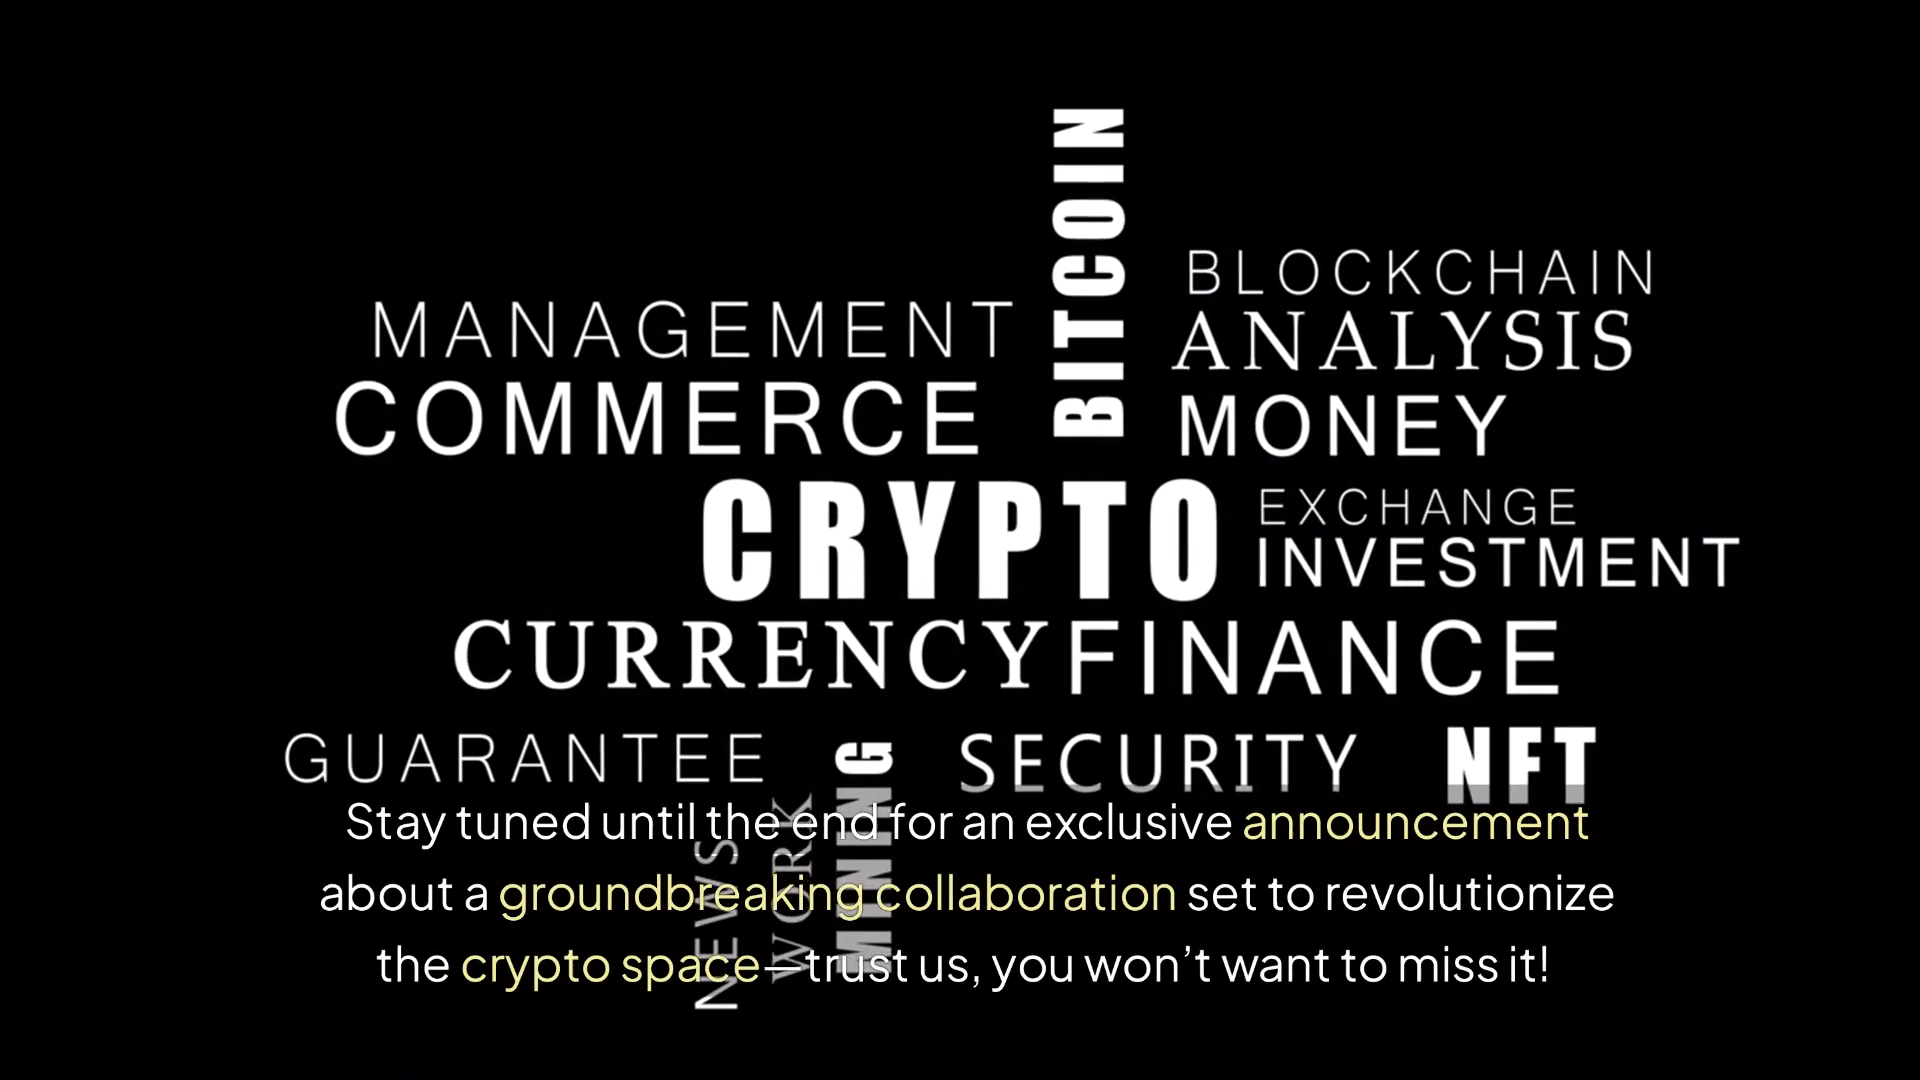 BITCOIN
BLOCKCHAIN
MANAGEMENT
ANALYSIS
COMMERCE
MONEY
CRYPTO
EXCHANGE
INVESTMENT
CURRENCY
FINANCE
GUARANTEE
MINING
SECURITY
NFT
NEWS
WORK
Stay tuned until the end for an exclusive announcement
about a groundbreaking collaboration set to revolutionize
the crypto space—trust us, you won’t want to miss it!